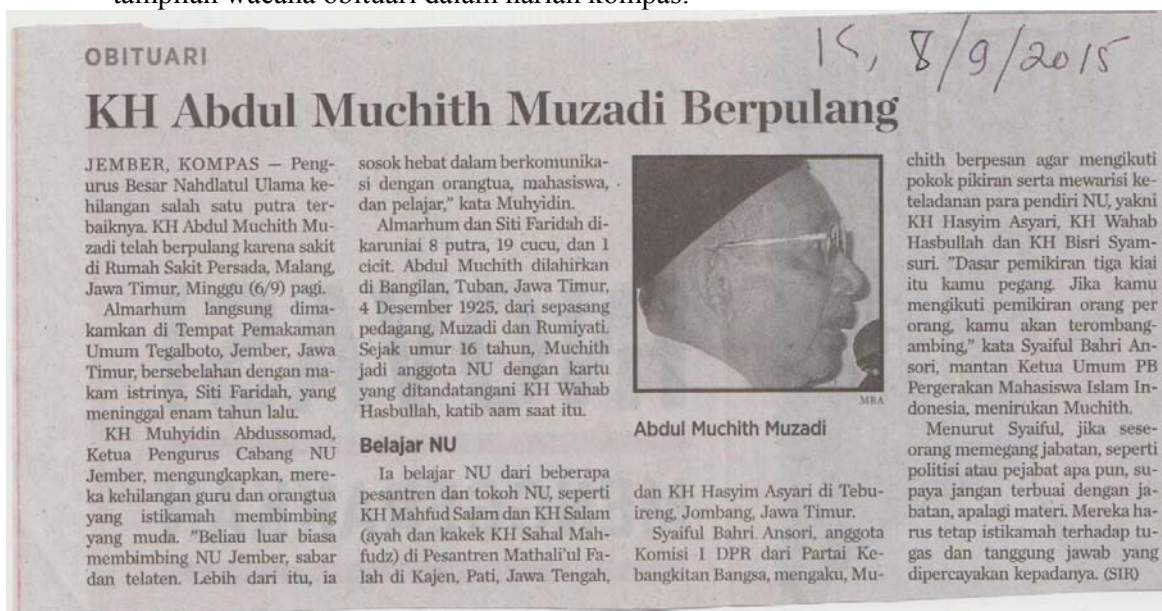 tampilan wacana obituari dalam harian kompas.
OBITUARI
K, 8/9/2015
KH Abdul Muchith Muzadi Berpulang
JEMBER, KOMPAS — Peng-
urus Besar Nahdlatul Ulama ke-
hilangan salah satu putra ter-
baiknya. KH Abdul Muchith Mu-
zadi telah berpulang karena sakit
di Rumah Sakit Persada, Malang,
Jawa Timur, Minggu (6/9) pagi.
Almarhum langsung dima-
kamkan di Tempat Pemakaman
Umum Tegalboto, Jember, Jawa
Timur, bersebelahan dengan ma-
kam istrinya, Siti Faridah, yang
meninggal enam tahun lalu.
KH Muhyidin Abdussomad,
Ketua Pengurus Cabang NU
Jember, mengungkapkan, mere-
ka kehilangan guru dan orangtua
yang istikamah membimbing
yang muda. "Beliau luar biasa
membimbing NU Jember, sabar
dan telaten. Lebih dari itu, ia
sosok hebat dalam berkomunika-
si dengan orangtua, mahasiswa,
dan pelajar," kata Muhyidin.
Almarhum dan Siti Faridah di-
karuniai 8 putra, 19 cucu, dan 1
cicit. Abdul Muchith dilahirkan
di Bangilan, Tuban, Jawa Timur,
4 Desember 1925, dari sepasang
pedagang, Muzadi dan Rumiyati.
Sejak umur 16 tahun, Muchith
jadi anggota NU dengan kartu
yang ditandatangani KH Wahab
Hasbullah, katib aam saat itu.
Belajar NU
Ia belajar NU dari beberapa
pesantren dan tokoh NU, seperti
KH Mahfud Salam dan KH Salam
(ayah dan kakek KH Sahal Mah-
fudz) di Pesantren Mathali'ul Fa-
lah di Kajen, Pati, Jawa Tengah,
MBA
Abdul Muchith Muzadi
dan KH Hasyim Asyari di Tebu-
ireng, Jombang, Jawa Timur.
Syaiful Bahri Ansori, anggota
Komisi I DPR dari Partai Ke-
bangkitan Bangsa, mengaku, Mu-
chith berpesan agar mengikuti
pokok pikiran serta mewarisi ke-
teladanan para pendiri NU, yakni
KH Hasyim Asyari, KH Wahab
Hasbullah dan KH Bisri Syam-
suri. "Dasar pemikiran tiga kiai
itu kamu pegang. Jika kamu
mengikuti pemikiran orang per
orang, kamu akan terombang-
ambing," kata Syaiful Bahri An-
sori, mantan Ketua Umum PB
Pergerakan Mahasiswa Islam In-
donesia, menirukan Muchith.
Menurut Syaiful, jika sese-
orang memegang jabatan, seperti
politisi atau pejabat apa pun, su-
paya jangan terbuai dengan ja-
batan, apalagi materi. Mereka ha-
rus tetap istikamah terhadap tu-
gas dan tanggung jawab yang
dipercayakan kepadanya. (SIR)